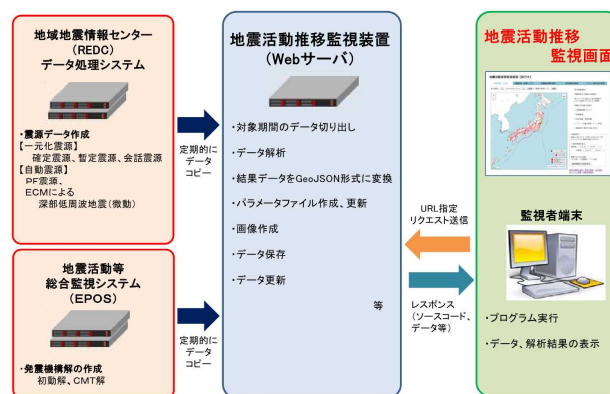 地域地震情報センター
(REDC)
データ処理システム
・震源データ作成
【一元化震源】
確定震源、暫定震源、会話震源
【自動震源】
PF震源、
ECMによる
深部低周波地震(微動)
地震活動等
総合監視システム
(EPOS)
・発震機構解の作成
初動解、CMT解
定期的に
データ
コピー
定期的に
データ
コピー
地震活動推移監視装置
(Webサーバ)
・対象期間のデータ切り出し
・データ解析
・結果データをGeoJSON形式に変換
・パラメータファイル作成、更新
・画像作成
・データ保存
・データ更新
等
URL指定
リクエスト送信
レスポンス
(ソースコード、
データ等)
地震活動推移
監視画面
監視者端末
・プログラム実行
・データ、解析結果の表示